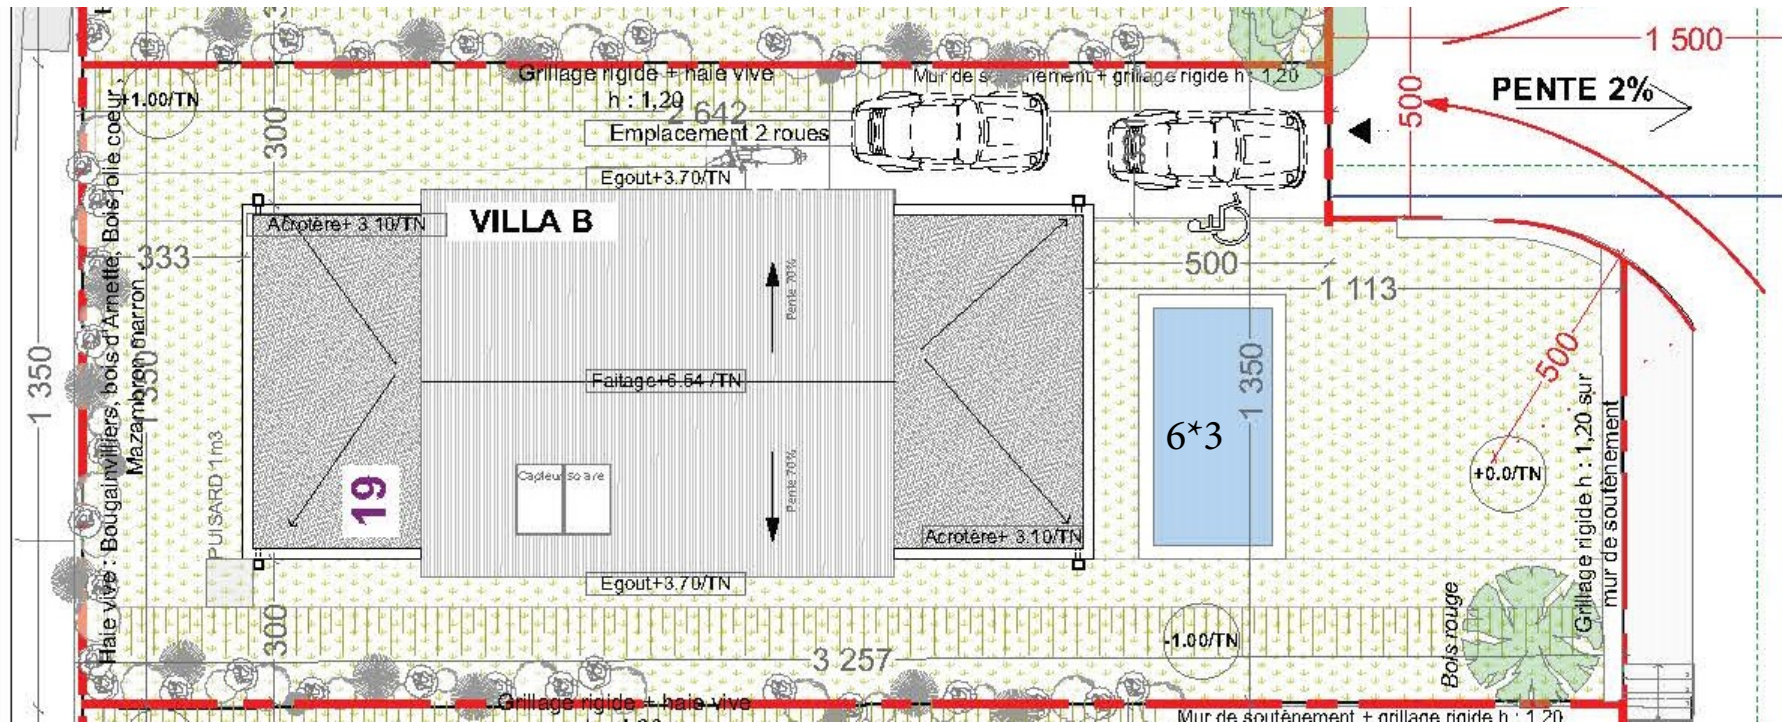 1 500
Grillage rigide + haie vive
h : 1,20
Mur de soutènement + grillage rigide h : 1,20
PENTE 2%
+1.00/TN
300
2 642
500
Emplacement 2 roues
Egout+3.70/TN
Acrotère+ 3.10/TN
VILLA B
333
500
1 113
Pente 70%
Haie vive : Bougainvilliers, bois d'Arnette, Bois jolie coeur,
Mazambron marron
1 350
1 350
Faitage+6.64 /TN
1 350
500
6*3
+0.0/TN
Grillage rigide h : 1,20 sur
mur de soutènement
Capteur solaire
Pente 70%
19
PUISARD 1m3
Acrotère+ 3.10/TN
Egout+3.70/TN
300
-1.00/TN
Bois rouge
3 257
Grillage rigide + haie vive
Mur de soutènement + grillage rigide h : 1,20